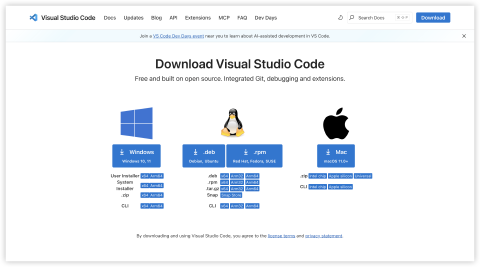 Visual Studio Code Docs Updates Blog API Extensions MCP FAQ Dev Days Search Docs Download
Join a VS Code Dev Days event near you to learn about AI-assisted development in VS Code.
Download Visual Studio Code
Free and built on open source. Integrated Git, debugging and extensions.
Windows
Windows 10, 11
.deb
Debian, Ubuntu
.rpm
Red Hat, Fedora, SUSE
Mac
macOS 11.0+
User Installer x64 Arm64
System Installer x64 Arm64
.zip x64 Arm64
CLI x64 Arm64
.deb x64 Arm32 Arm64
.rpm x64 Arm32 Arm64
.tar.gz x64 Arm32 Arm64
Snap Snap Store
CLI x64 Arm32 Arm64
.zip Intel chip Apple silicon Universal
CLI Intel chip Apple silicon
By downloading and using Visual Studio Code, you agree to the license terms and privacy statement.